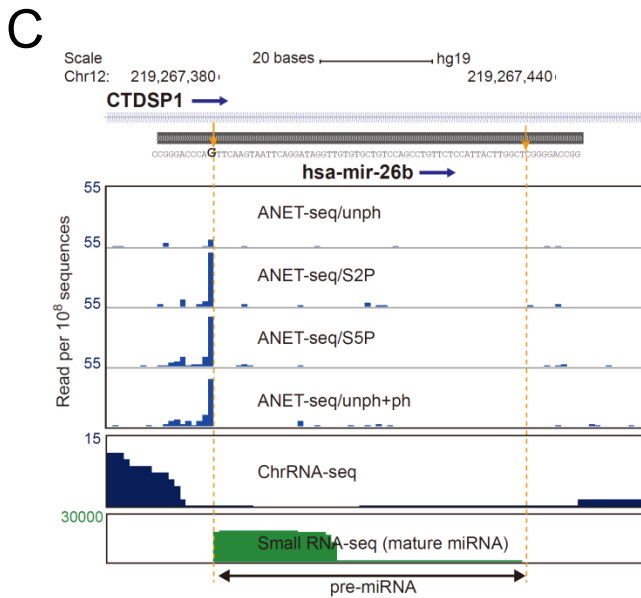 C
Scale 20 bases hg19
Chr12: 219,267,380 219,267,440
CTDSP1
CCGGGACCCAGTTCAAGTAATTCAGGATAGGTTGTGTGCTGTCCAGCCTGTTCTCCATTACTTGGCTCGGGGACCGG
hsa-mir-26b
Read per 10⁸ sequences
55
ANET-seq/unph
55
ANET-seq/S2P
55
ANET-seq/S5P
55
ANET-seq/unph+ph
15
ChrRNA-seq
30000
Small RNA-seq (mature miRNA)
pre-miRNA